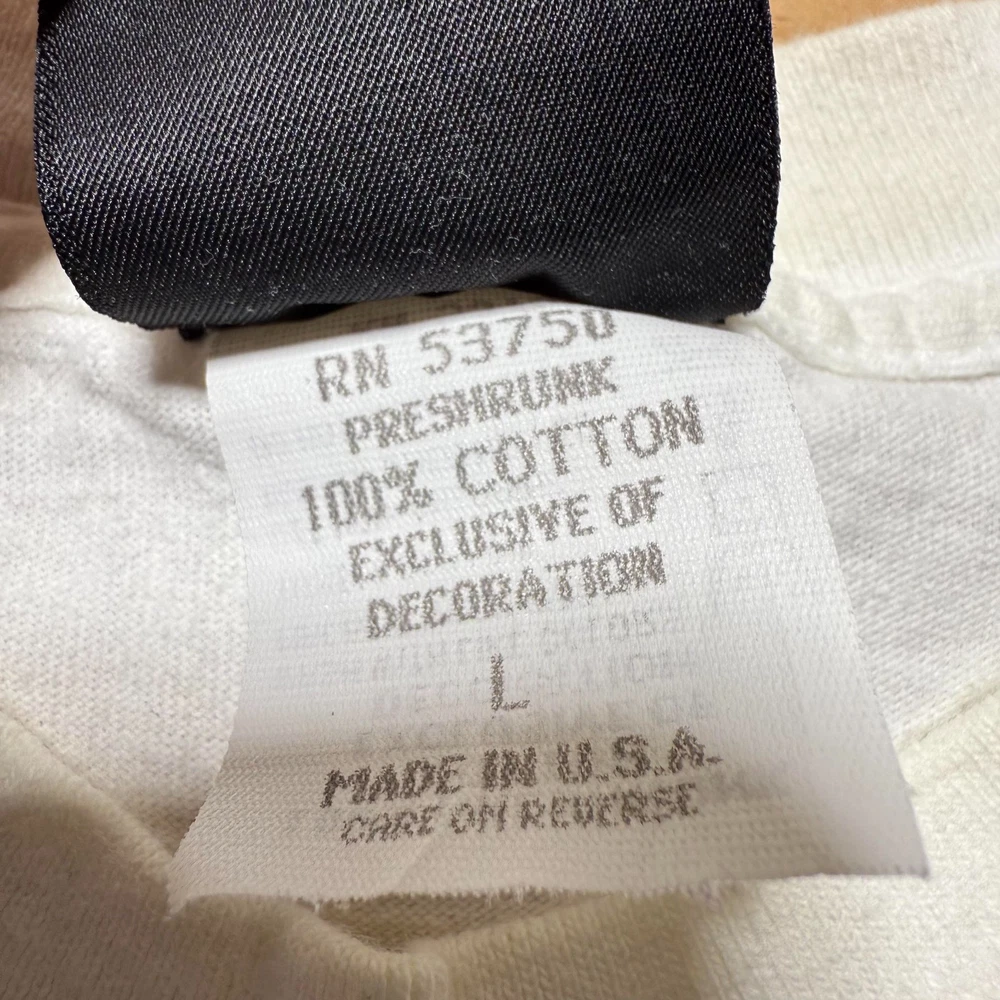 RN 53750
PRESHRUNK
100% COTTON
EXCLUSIVE OF
DECORATION
L
MADE IN U.S.A.
CARE ON REVERSE